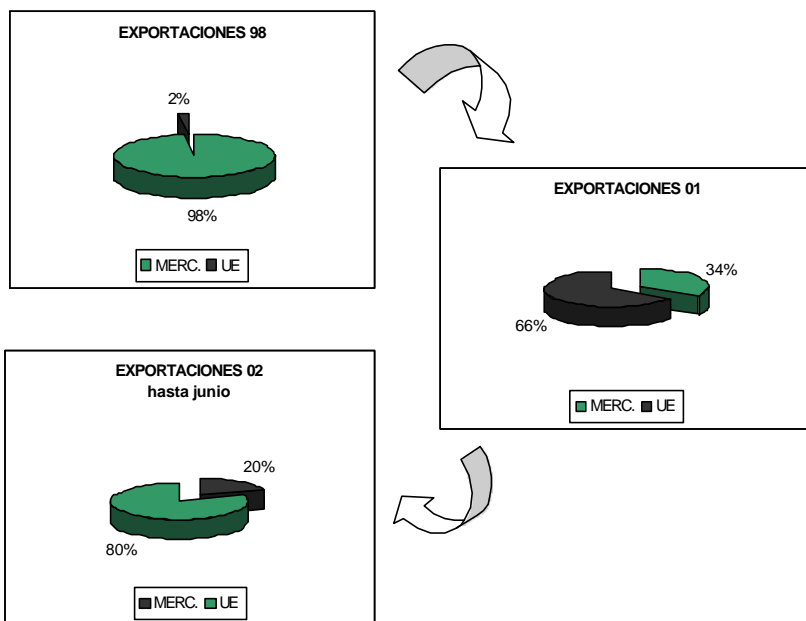 EXPORTACIONES 98
2%
98%
MERC. UE
EXPORTACIONES 01
34%
66%
MERC. UE
EXPORTACIONES 02
hasta junio
20%
80%
MERC. UE